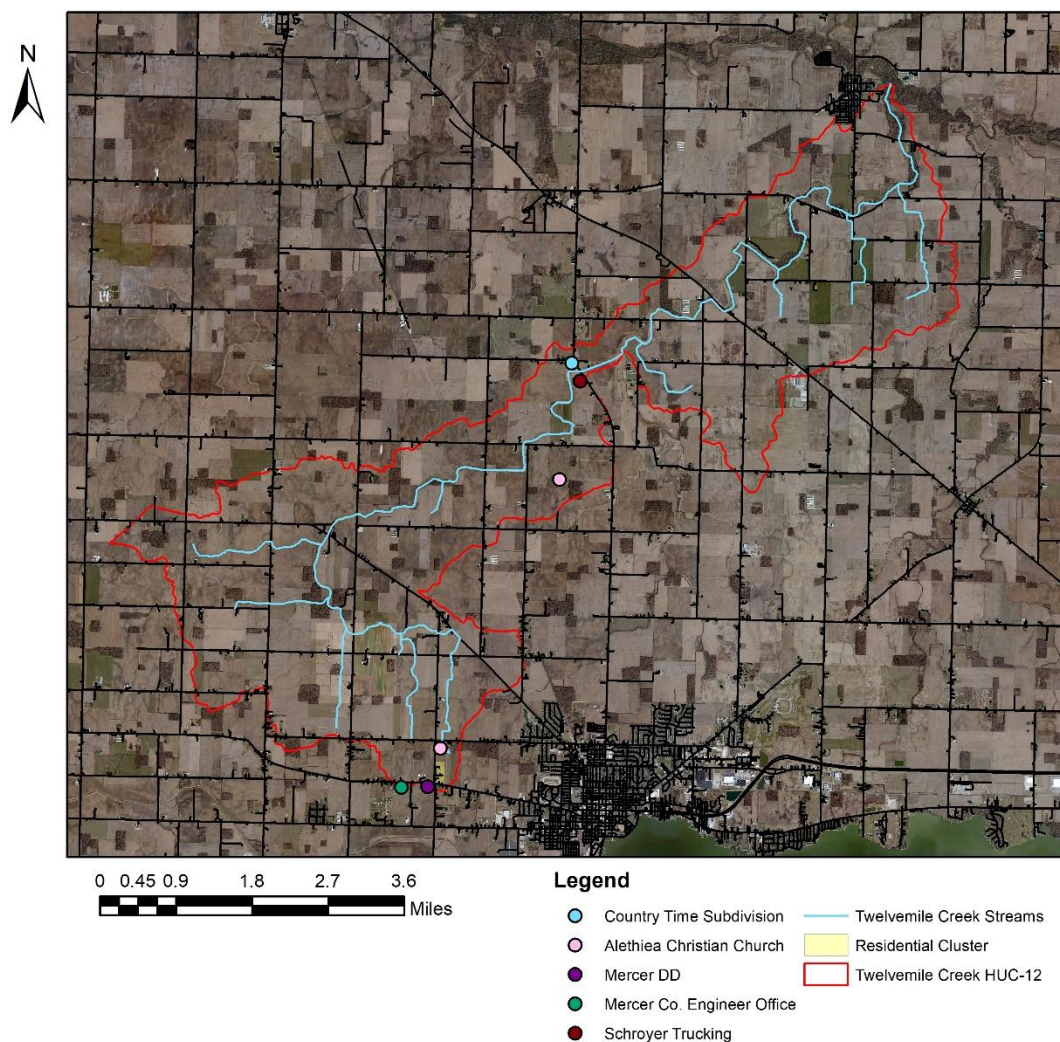 N
0 0.45 0.9 1.8 2.7 3.6
Miles
Legend
Country Time Subdivision
Alethiea Christian Church
Mercer DD
Mercer Co. Engineer Office
Schroyer Trucking
Twelvemile Creek Streams
Residential Cluster
Twelvemile Creek HUC-12